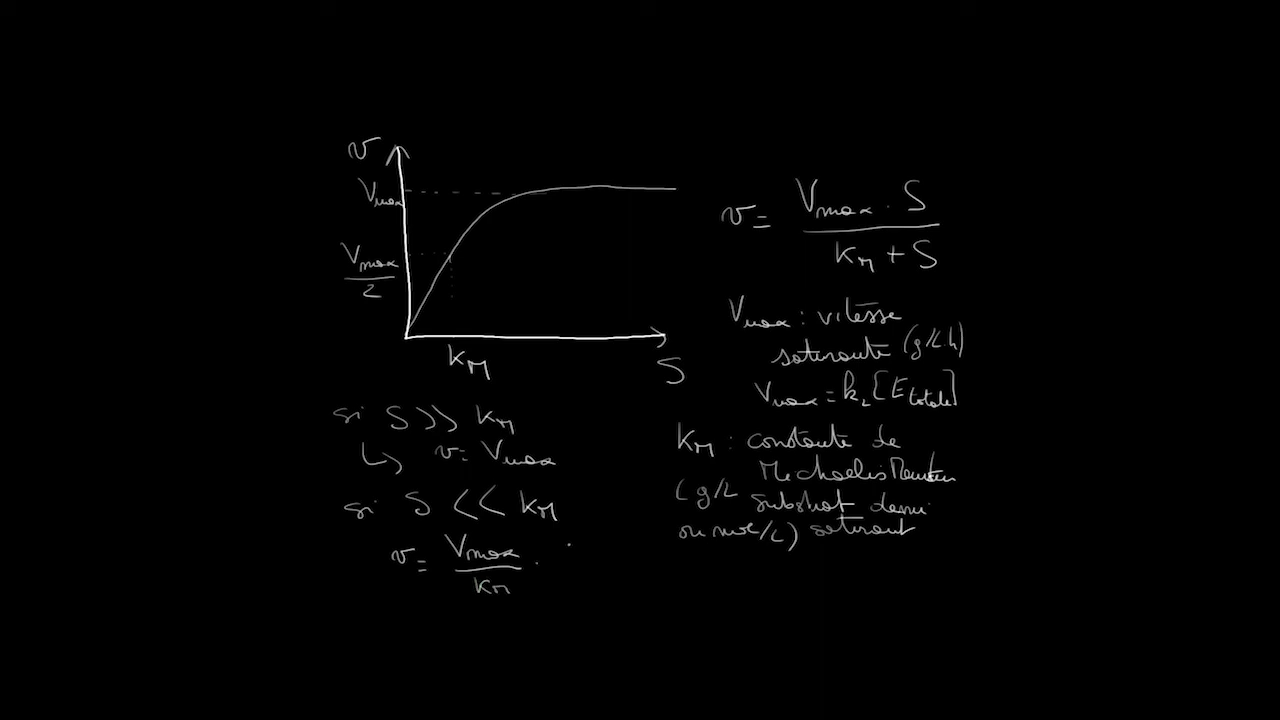 v
Vmax
Vmax
2
KM
S
si S >> KM
↳ v = Vmax
si S << KM
v = Vmax / KM .
v = Vmax . S / KM + S
Vmax : vitesse
saturante (g/L.h)
Vmax = k2 [Etotale]
KM : constante de
Michaelis Menten
(g/L substrat demi
ou mol/L) saturant